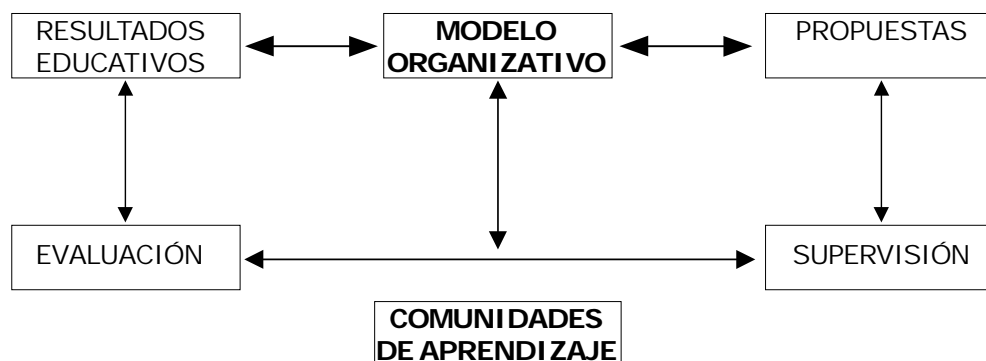 RESULTADOS
EDUCATIVOS
MODELO
ORGANIZATIVO
PROPUESTAS
EVALUACIÓN
SUPERVISIÓN
COMUNIDADES
DE APRENDIZAJE